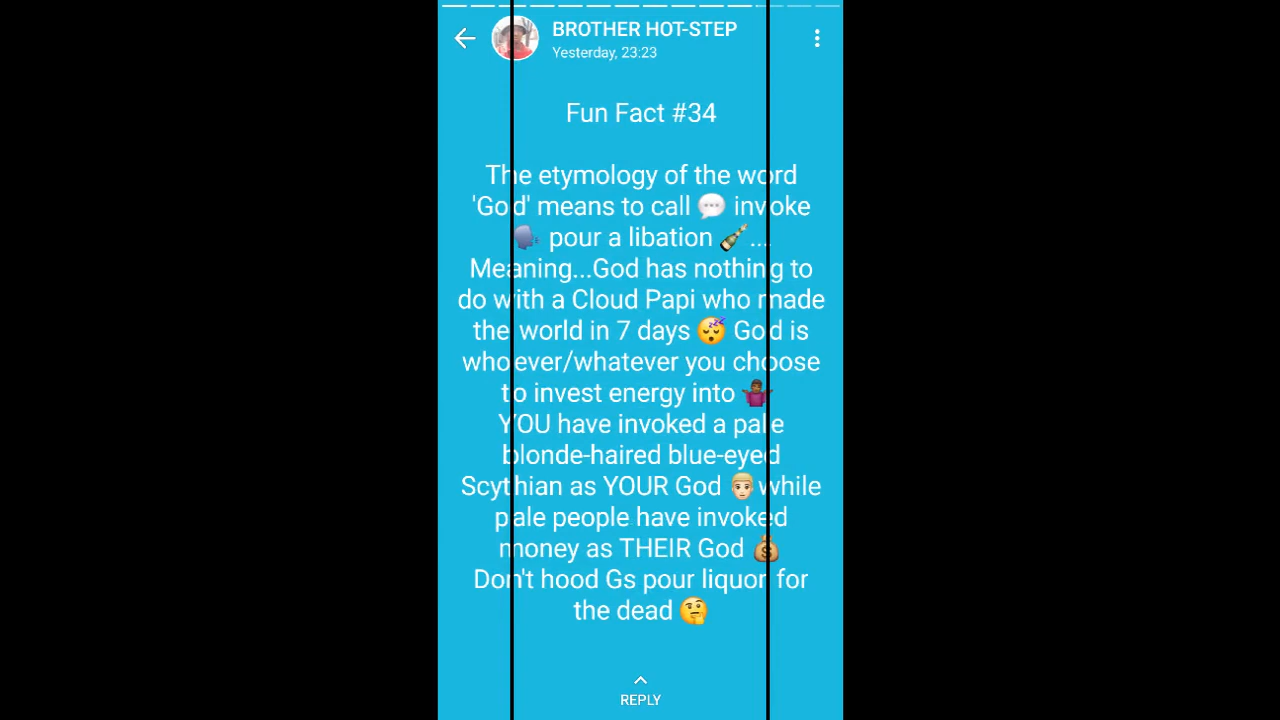 BROTHER HOT-STEP
Yesterday, 23:23
Fun Fact #34
The etymology of the word
'God' means to call 💬 invoke
🗣 pour a libation 🍾...
Meaning...God has nothing to
do with a Cloud Papi who made
the world in 7 days 😴 God is
whoever/whatever you choose
to invest energy into 🤷🏾‍♂️
YOU have invoked a pale
blonde-haired blue-eyed
Scythian as YOUR God 👱🏻while
pale people have invoked
money as THEIR God 💰
Don't hood Gs pour liquor for
the dead 🤔
REPLY